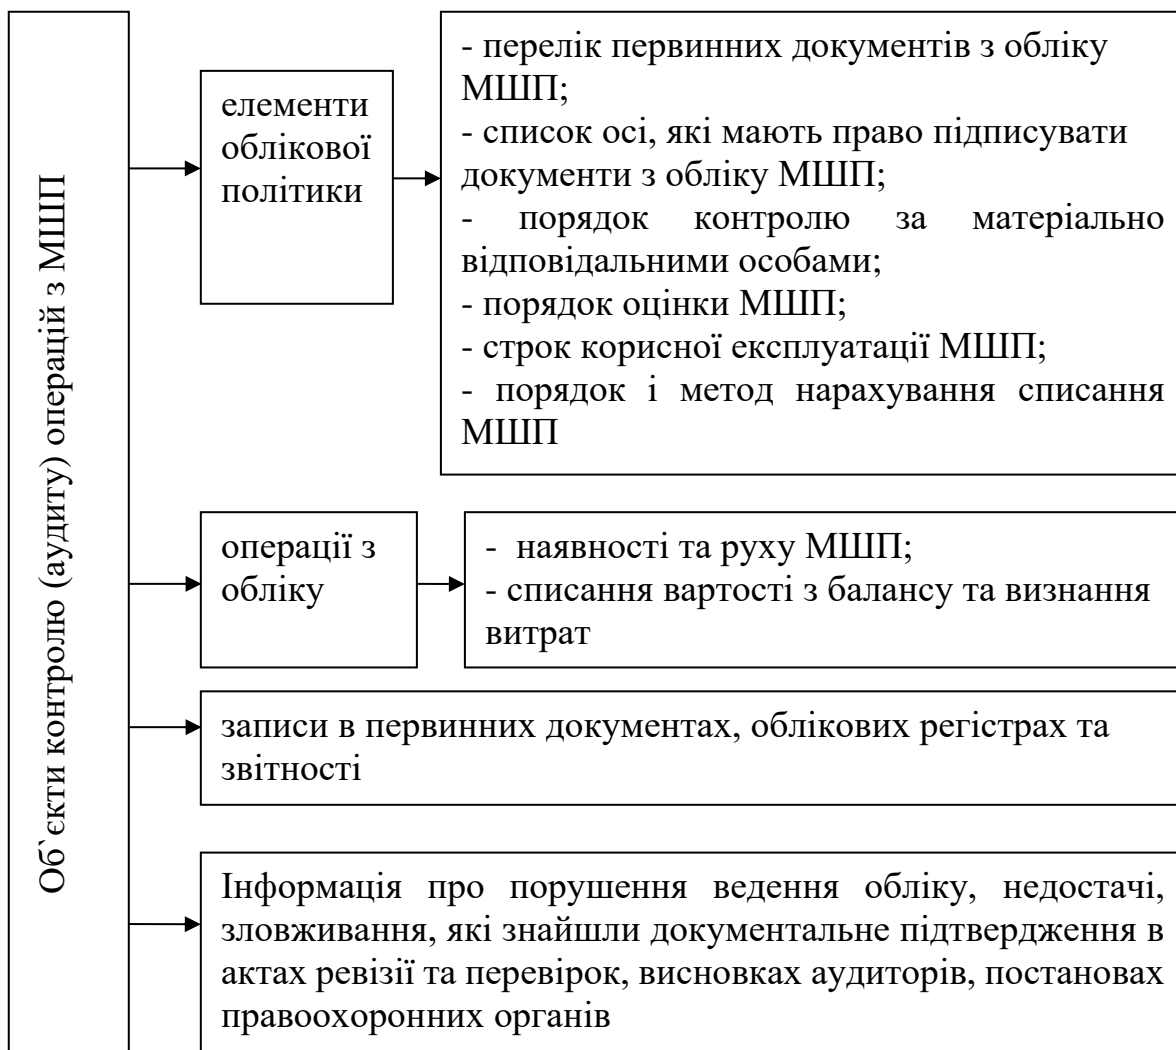 Об`єкти контролю (аудиту) операцій з МШП
елементи
облікової
політики
- перелік первинних документів з обліку
МШП;
- список осі, які мають право підписувати
документи з обліку МШП;
- порядок контролю за матеріально
відповідальними особами;
- порядок оцінки МШП;
- строк корисної експлуатації МШП;
- порядок і метод нарахування списання
МШП
операції з
обліку
- наявності та руху МШП;
- списання вартості з балансу та визнання
витрат
записи в первинних документах, облікових регістрах та
звітності
Інформація про порушення ведення обліку, недостачі,
зловживання, які знайшли документальне підтвердження в
актах ревізії та перевірок, висновках аудиторів, постановах
правоохоронних органів